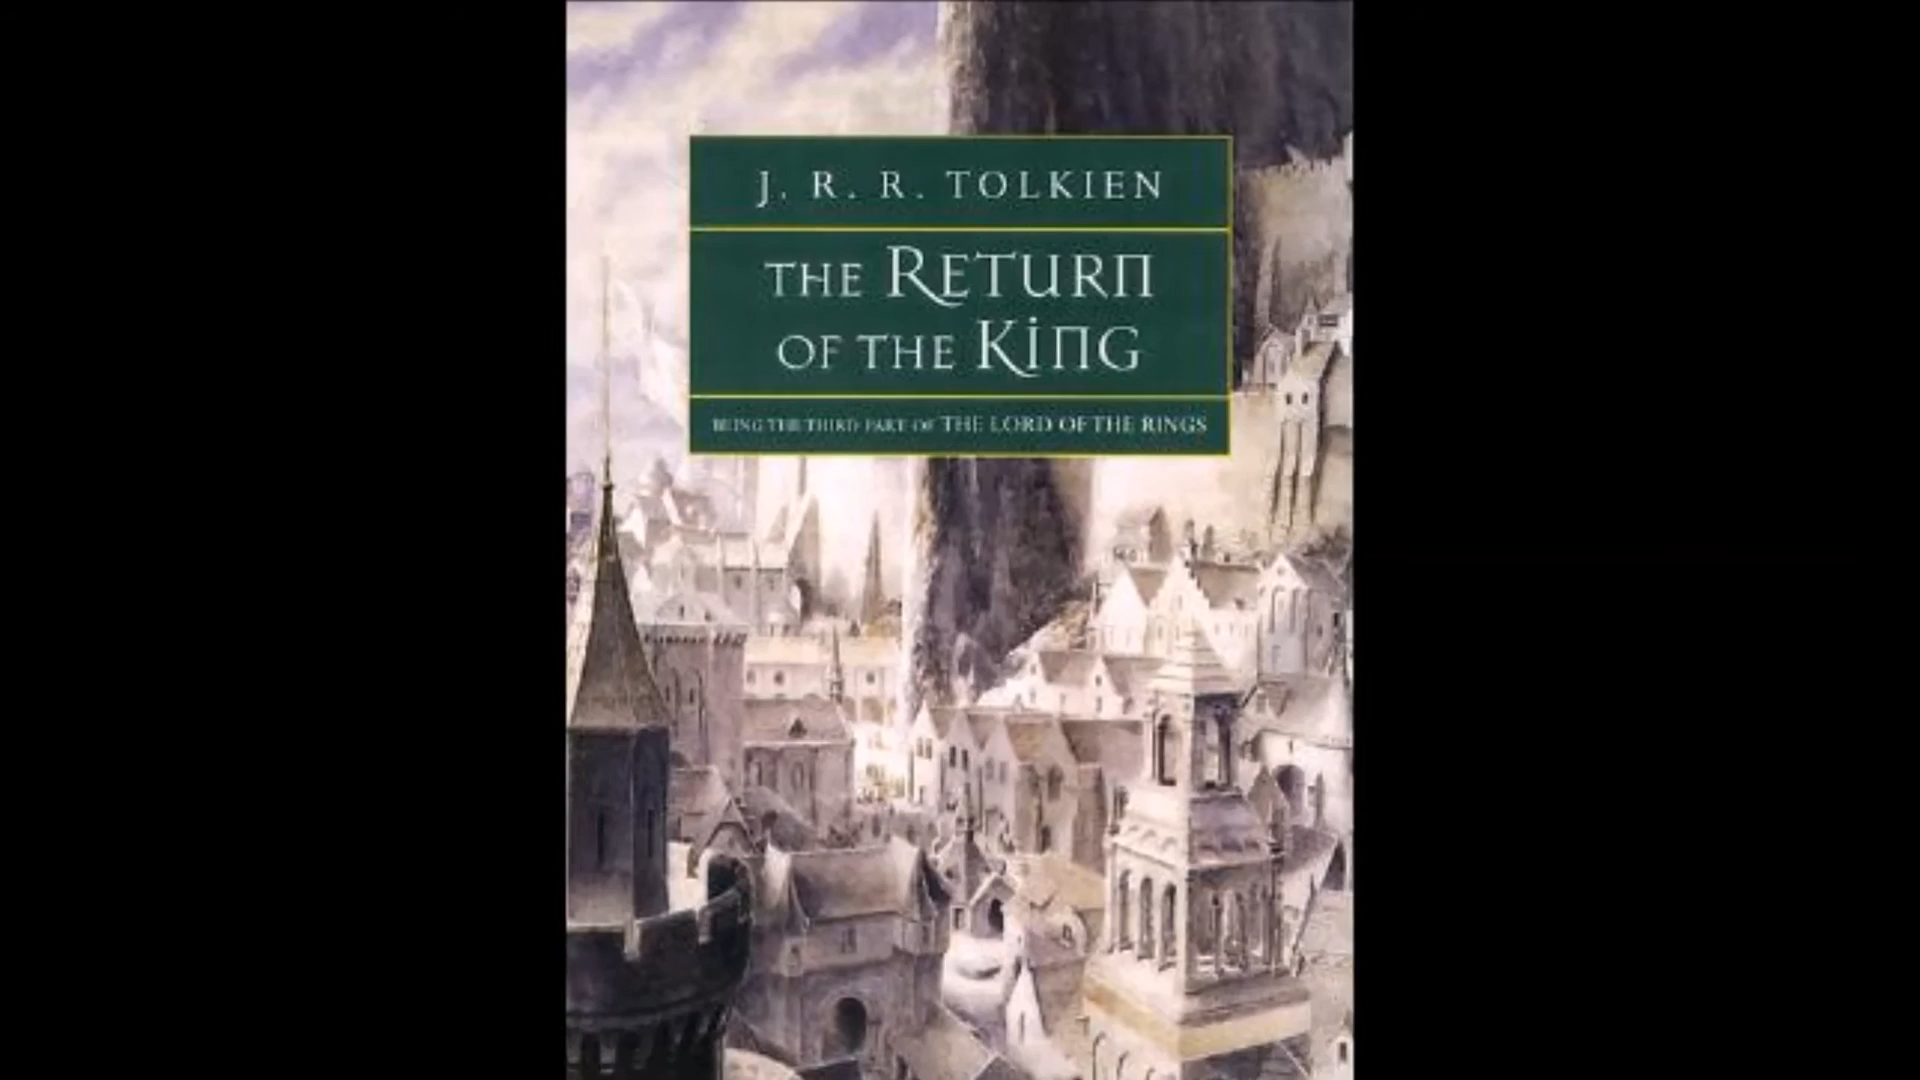 J. R. R. TOLKIEN
THE RETURN
OF THE KING
BEING THE THIRD PART OF THE LORD OF THE RINGS